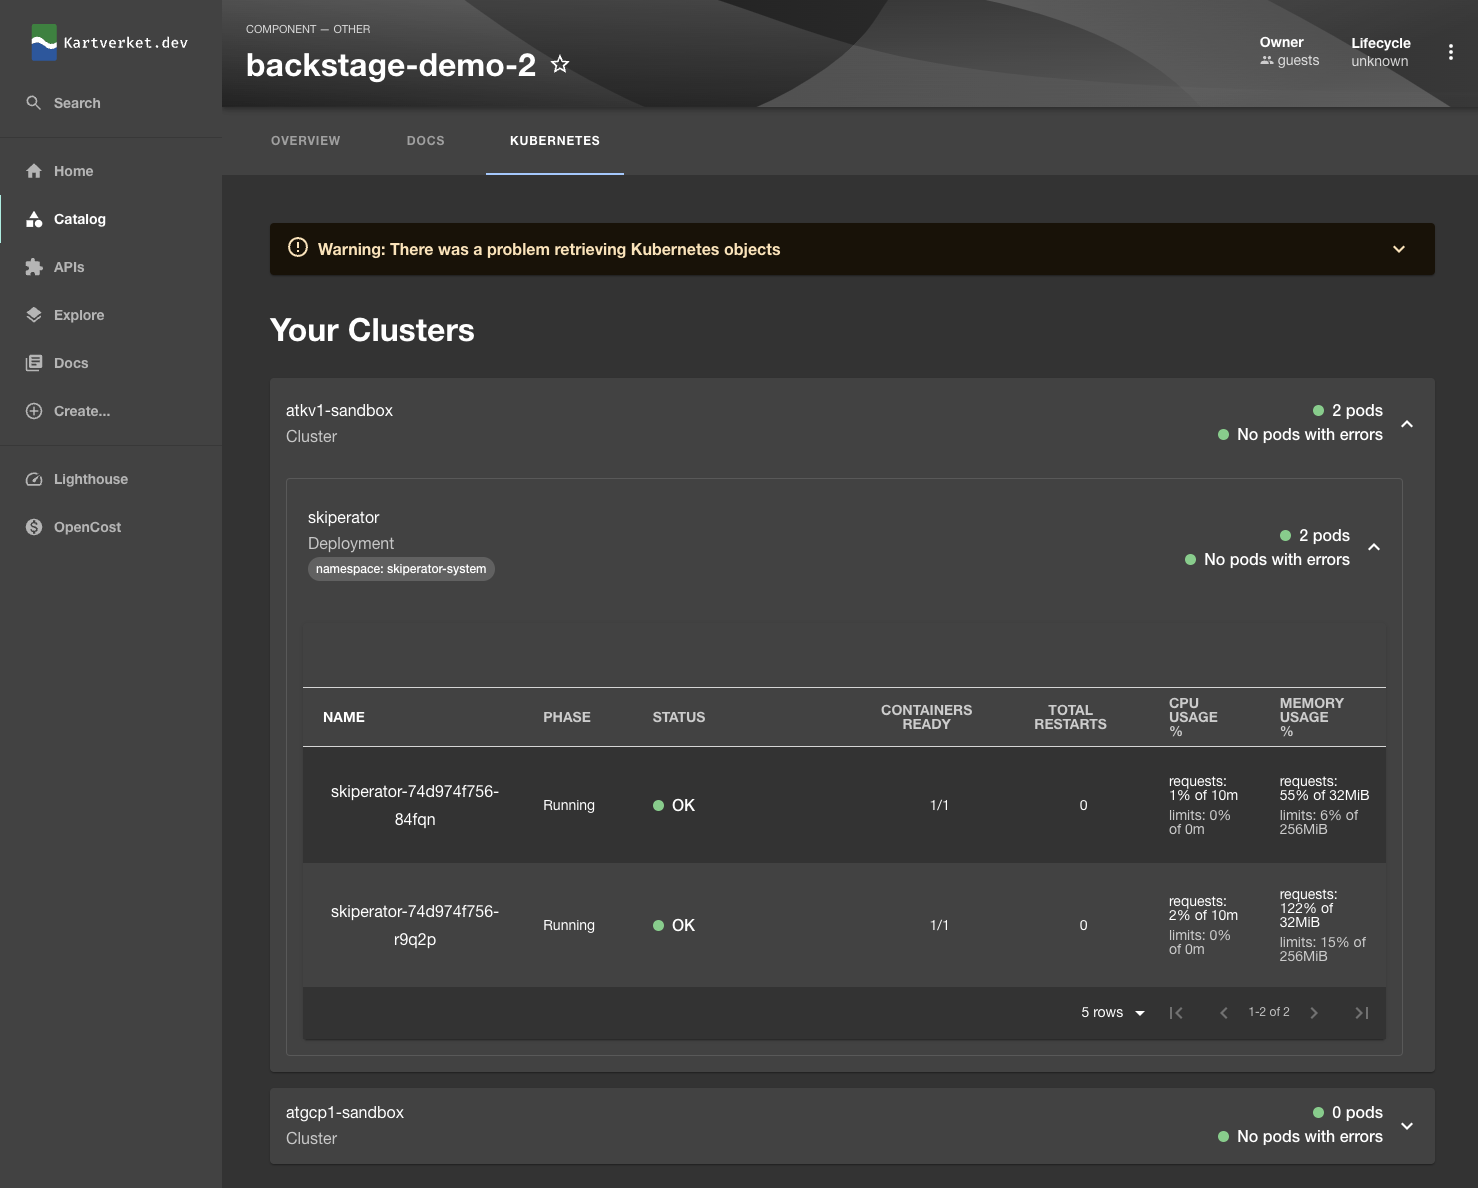 Kartverket.dev
Search
Home
Catalog
APIs
Explore
Docs
Create...
Lighthouse
OpenCost
COMPONENT — OTHER
backstage-demo-2
Owner
guests
Lifecycle
unknown
OVERVIEW
DOCS
KUBERNETES
Warning: There was a problem retrieving Kubernetes objects
Your Clusters
atkv1-sandbox
Cluster
2 pods
No pods with errors
skiperator
Deployment
namespace: skiperator-system
2 pods
No pods with errors
NAME
PHASE
STATUS
CONTAINERS
READY
TOTAL
RESTARTS
CPU
USAGE
%
MEMORY
USAGE
%
skiperator-74d974f756-
84fqn
Running
OK
1/1
0
requests:
1% of 10m
limits: 0%
of 0m
requests:
55% of 32MiB
limits: 6% of
256MiB
skiperator-74d974f756-
r9q2p
Running
OK
1/1
0
requests:
2% of 10m
limits: 0%
of 0m
requests:
122% of
32MiB
limits: 15% of
256MiB
5 rows
1-2 of 2
atgcp1-sandbox
Cluster
0 pods
No pods with errors